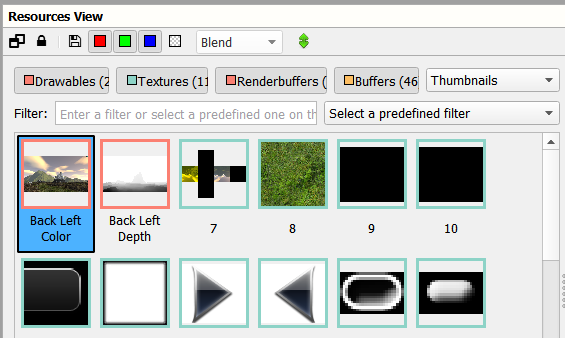 Resources View
Blend
Drawables (2
Textures (11
Renderbuffers (
Buffers (46
Thumbnails
Filter:
Enter a filter or select a predefined one on th
Select a predefined filter
Back Left
Color
Back Left
Depth
7
8
9
10